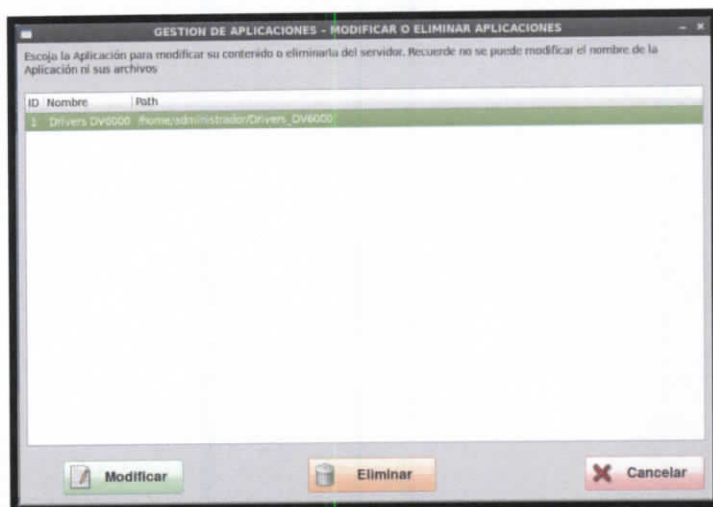 GESTION DE APLICACIONES - MODIFICAR O ELIMINAR APLICACIONES
Escoja la Aplicación para modificar su contenido o eliminarla del servidor. Recuerde no se puede modificar el nombre de la
Aplicación ni sus archivos
ID Nombre Path
1 Drivers DV6000 /home/administrador/Drivers_DV6000
Modificar Eliminar Cancelar